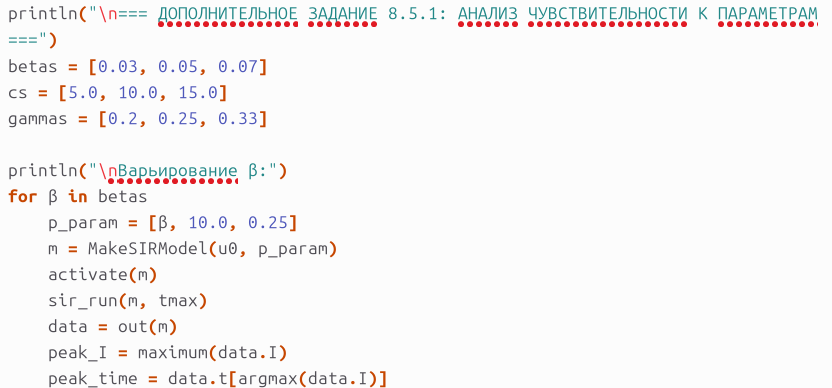 println("\n=== ДОПОЛНИТЕЛЬНОЕ ЗАДАНИЕ 8.5.1: АНАЛИЗ ЧУВСТВИТЕЛЬНОСТИ К ПАРАМЕТРАМ
===")
betas = [0.03, 0.05, 0.07]
cs = [5.0, 10.0, 15.0]
gammas = [0.2, 0.25, 0.33]

println("\nВарьирование β:")
for β in betas
    p_param = [β, 10.0, 0.25]
    m = MakeSIRModel(u0, p_param)
    activate(m)
    sir_run(m, tmax)
    data = out(m)
    peak_I = maximum(data.I)
    peak_time = data.t[argmax(data.I)]